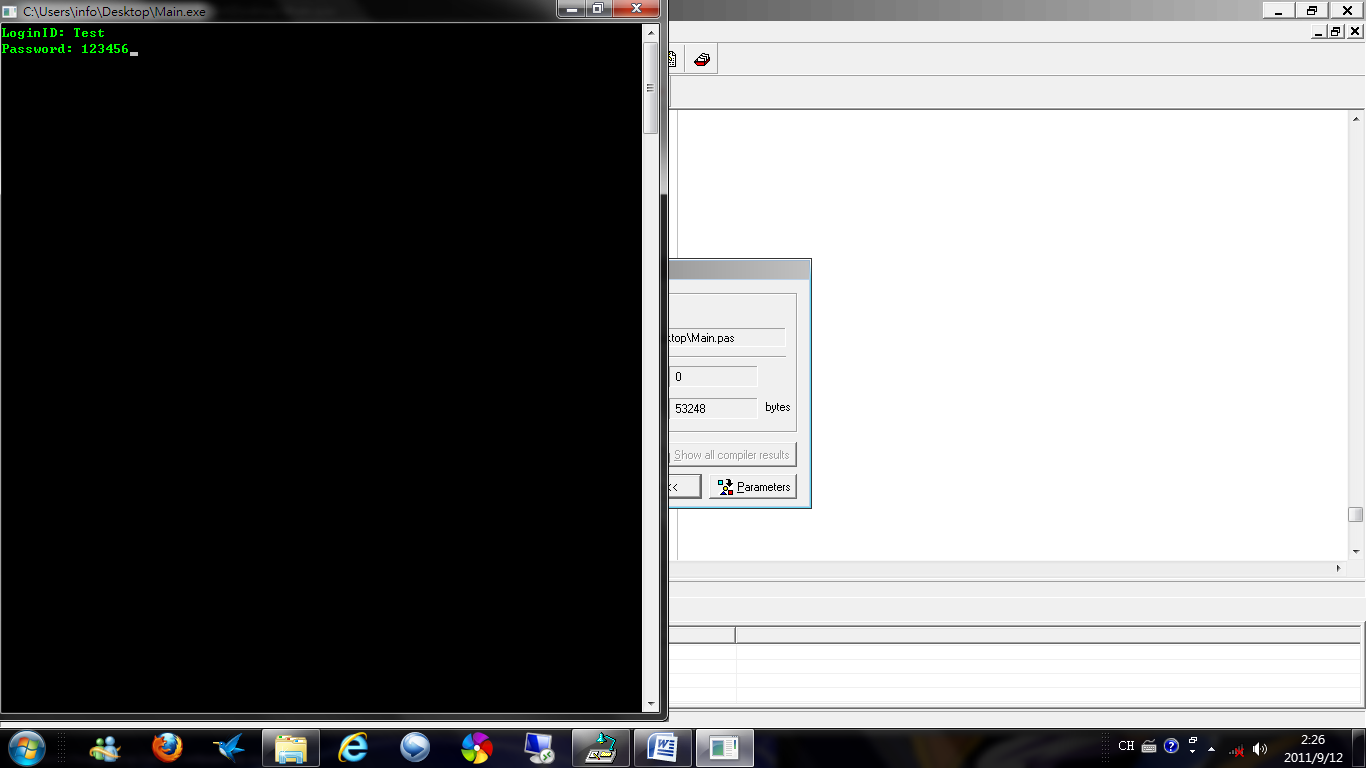 C:\Users\info\Desktop\Main.exe
LoginID: Test
Password: 123456
ktop\Main.pas
0
53248 bytes
Show all compiler results
<<
Parameters
CH
2:26
2011/9/12